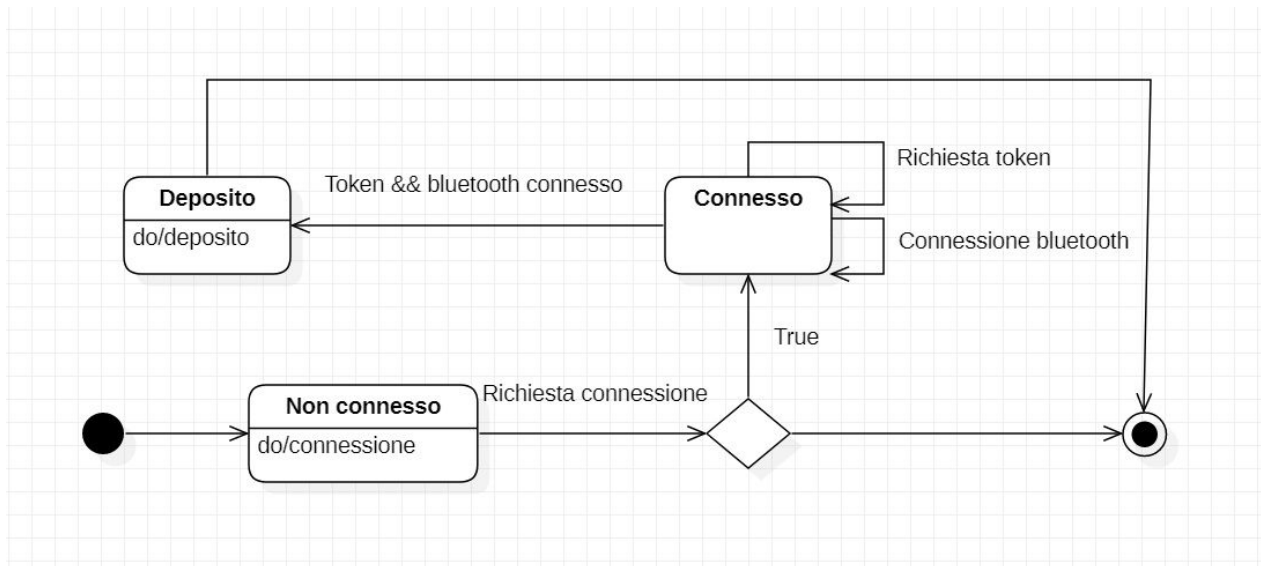 Richiesta token
Deposito
Token && bluetooth connesso
Connesso
do/deposito
Connessione bluetooth
True
Non connesso
Richiesta connessione
do/connessione